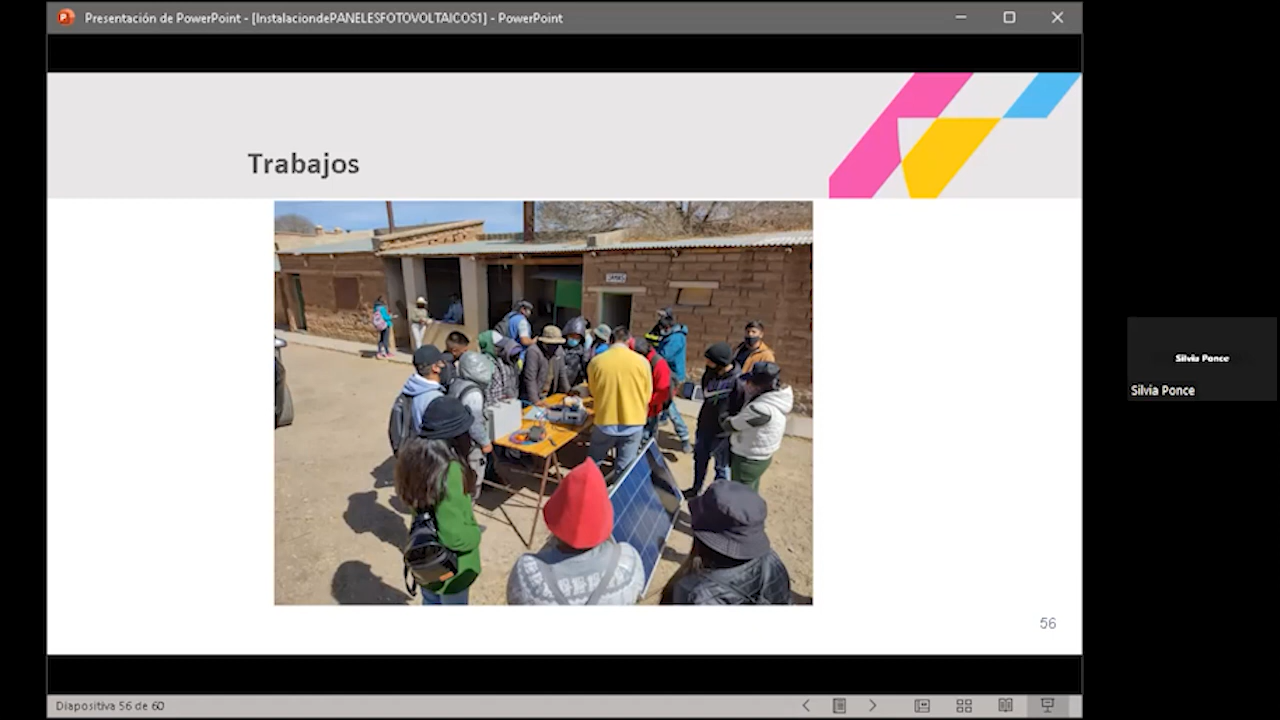 Presentación de PowerPoint - [InstalaciondePANELESFOTOVOLTAICOS1] - PowerPoint
Trabajos
56
Silvia Ponce
Silvia Ponce
Diapositiva 56 de 60